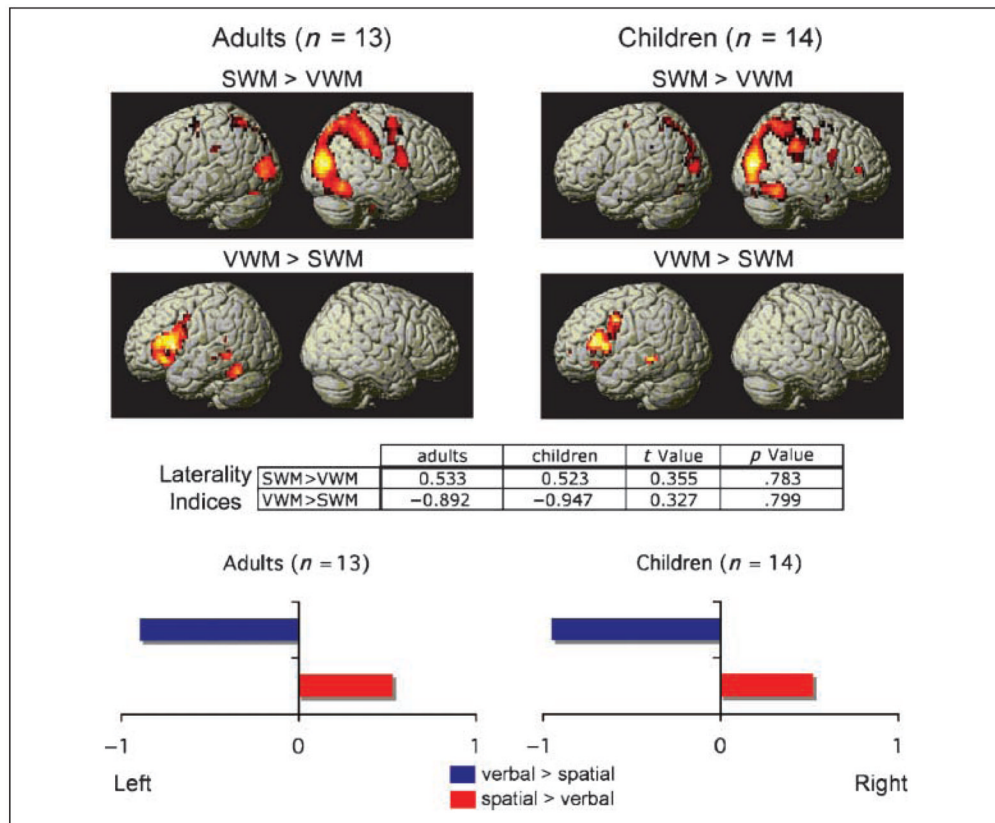 Adults (n = 13) Children (n = 14)
SWM > VWM SWM > VWM
VWM > SWM VWM > SWM
adults children t Value p Value
Laterality Indices
SWM>VWM 0.533 0.523 0.355 .783
VWM>SWM −0.892 −0.947 0.327 .799
Adults (n = 13) Children (n = 14)
−1 0 1 −1 0 1
Left Right
verbal > spatial
spatial > verbal